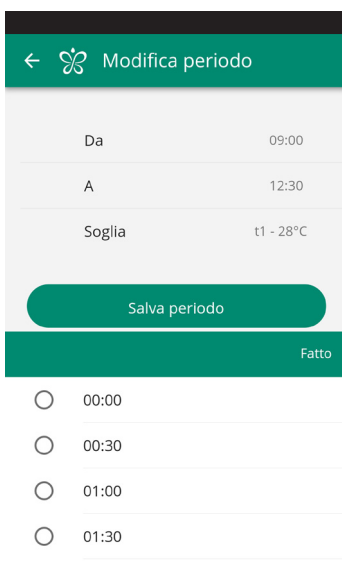 Modifica periodo
Da 09:00
A 12:30
Soglia t1 - 28°C
Salva periodo
Fatto
00:00
00:30
01:00
01:30